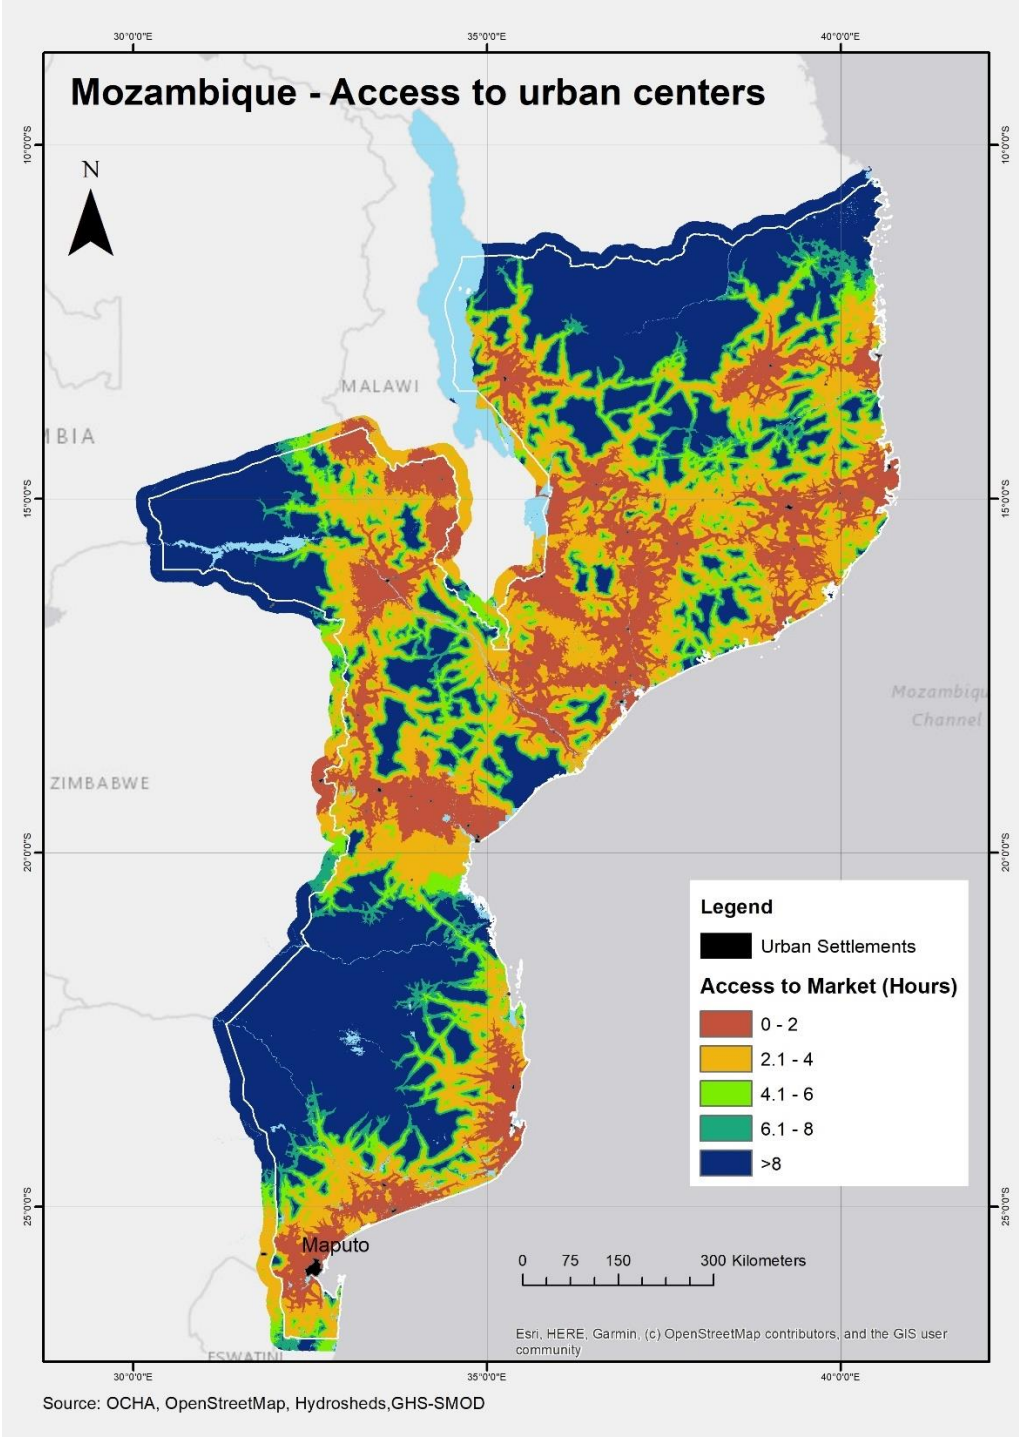 30°0'0"E 35°0'0"E 40°0'0"E
Mozambique - Access to urban centers
10°0'0"S 10°0'0"S
N
MALAWI
MBIA
15°0'0"S 15°0'0"S
Mozambiqu
Channel
ZIMBABWE
20°0'0"S 20°0'0"S
Legend
Urban Settlements
Access to Market (Hours)
0 - 2
2.1 - 4
4.1 - 6
6.1 - 8
>8
25°0'0"S 25°0'0"S
Maputo
0 75 150 300 Kilometers
Esri, HERE, Garmin, (c) OpenStreetMap contributors, and the GIS user
community
ESWATINI
30°0'0"E 35°0'0"E 40°0'0"E
Source: OCHA, OpenStreetMap, Hydrosheds,GHS-SMOD